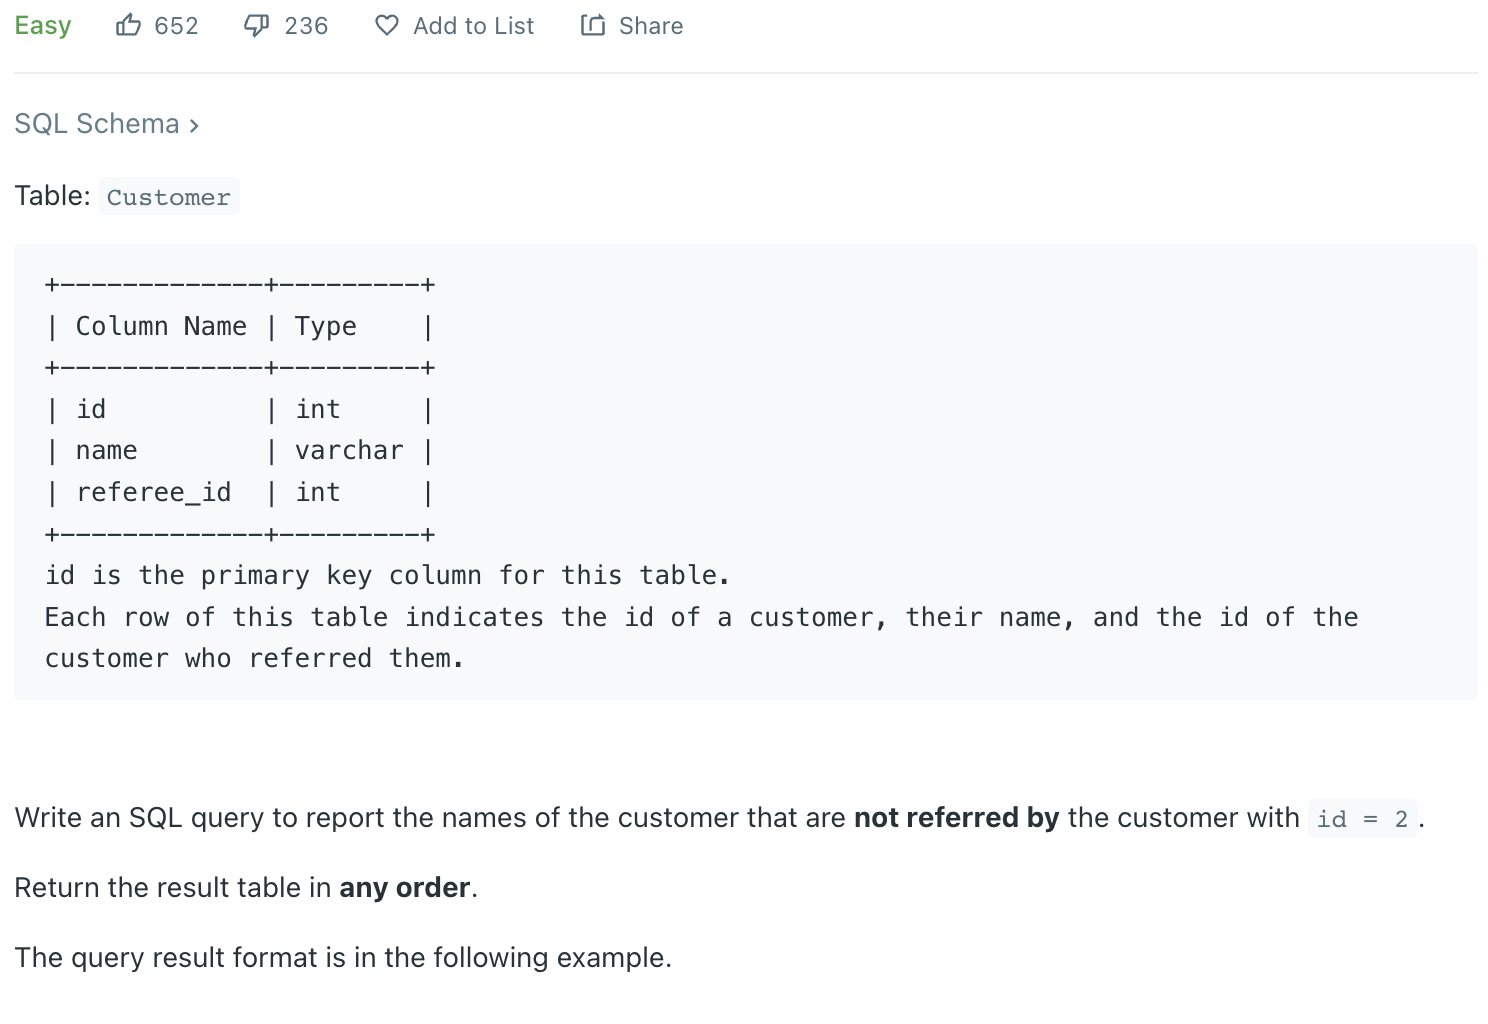 Easy 652 236 Add to List Share
SQL Schema ›
Table: Customer
+-------------+---------+
| Column Name | Type    |
+-------------+---------+
| id          | int     |
| name        | varchar |
| referee_id  | int     |
+-------------+---------+
id is the primary key column for this table.
Each row of this table indicates the id of a customer, their name, and the id of the
customer who referred them.
Write an SQL query to report the names of the customer that are not referred by the customer with id = 2.
Return the result table in any order.
The query result format is in the following example.